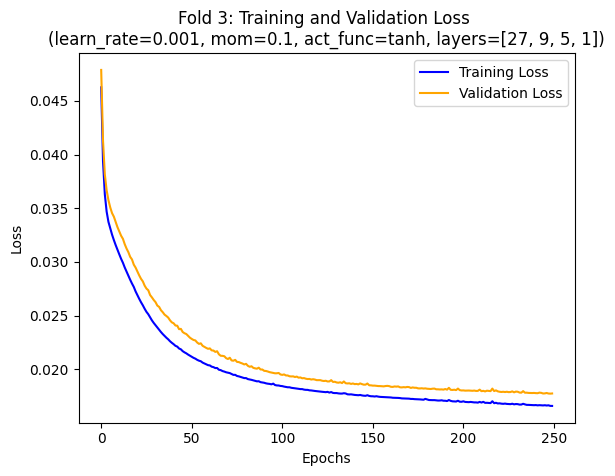 Fold 3: Training and Validation Loss
(learn_rate=0.001, mom=0.1, act_func=tanh, layers=[27, 9, 5, 1])
Training Loss
Validation Loss
Loss
0.045
0.040
0.035
0.030
0.025
0.020
0 50 100 150 200 250
Epochs